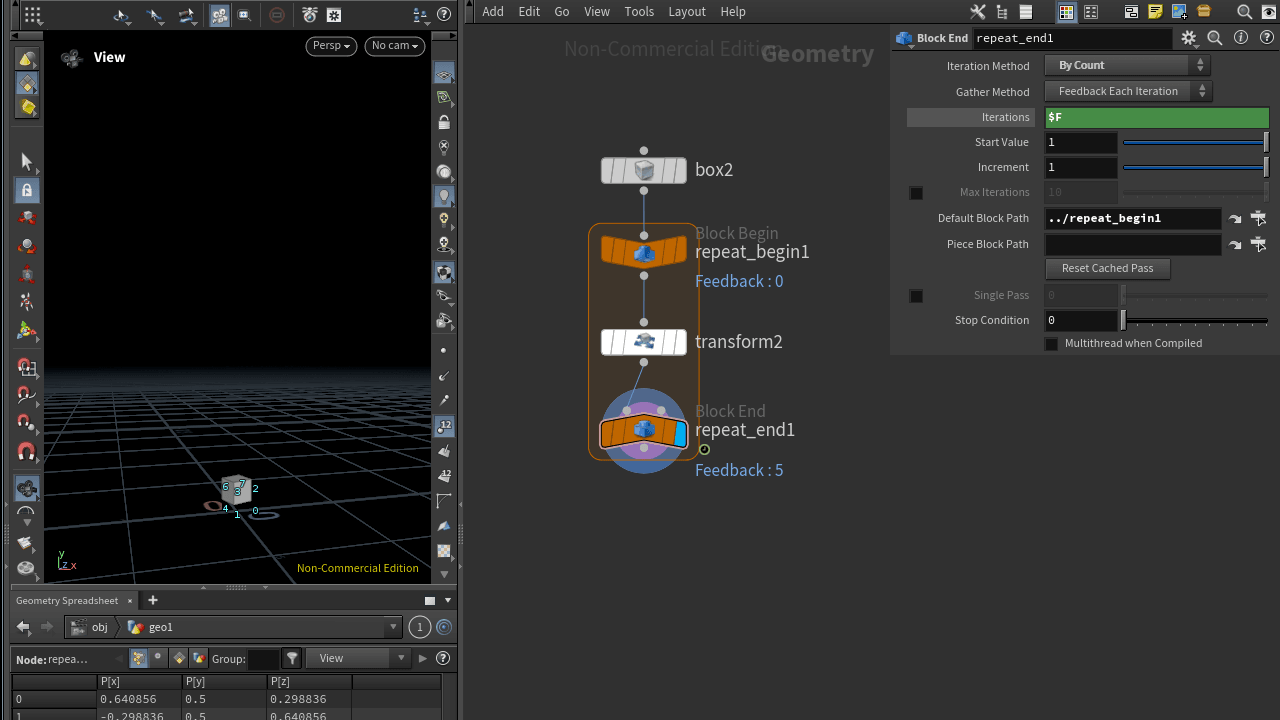 Add Edit Go View Tools Layout Help
View
Persp
No cam
Non-Commercial Edition
Geometry
Block End
repeat_end1
Iteration Method
By Count
Gather Method
Feedback Each Iteration
Iterations
$F
Start Value
1
Increment
1
Max Iterations
10
Default Block Path
../repeat_begin1
Piece Block Path
Reset Cached Pass
Single Pass
0
Stop Condition
0
Multithread when Compiled
box2
Block Begin
repeat_begin1
Feedback : 0
transform2
Block End
repeat_end1
Feedback : 5
12
12
6 7 2
3
4 1 0
y
z x
Non-Commercial Edition
Geometry Spreadsheet × +
obj geo1
1
Node: repea...
Group:
View
P[x] P[y] P[z]
0 0.640856 0.5 0.298836
1 -0.298836 0.5 0.640856